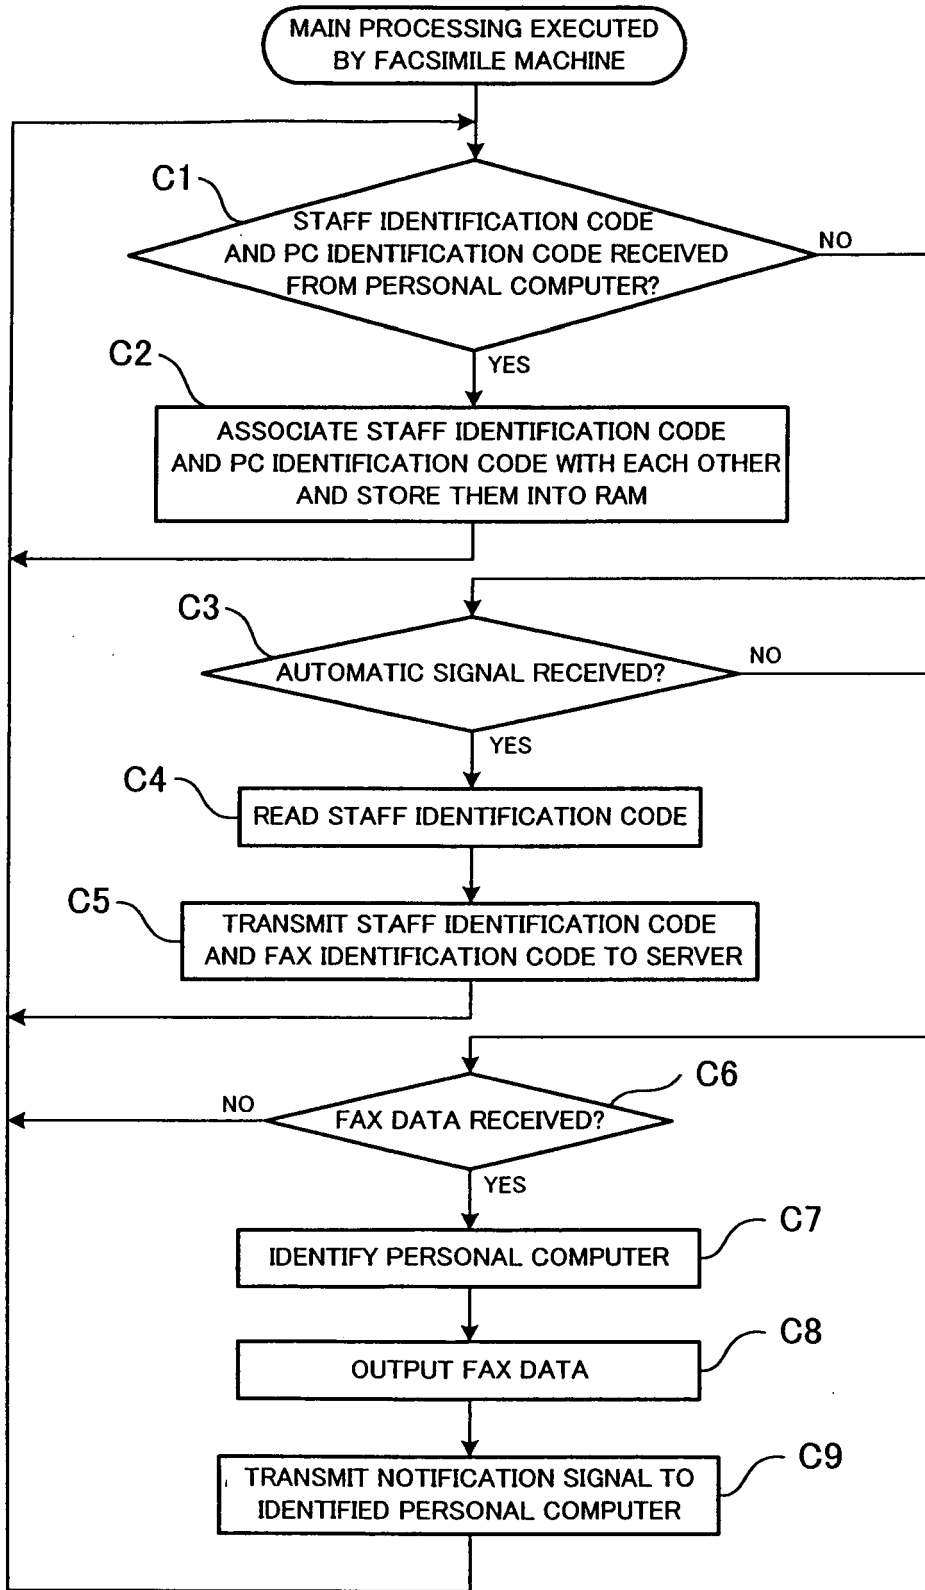 MAIN PROCESSING EXECUTED
BY FACSIMILE MACHINE
C1
STAFF IDENTIFICATION CODE
AND PC IDENTIFICATION CODE RECEIVED
FROM PERSONAL COMPUTER?
NO
YES
C2
ASSOCIATE STAFF IDENTIFICATION CODE
AND PC IDENTIFICATION CODE WITH EACH OTHER
AND STORE THEM INTO RAM
C3
AUTOMATIC SIGNAL RECEIVED?
NO
YES
C4
READ STAFF IDENTIFICATION CODE
C5
TRANSMIT STAFF IDENTIFICATION CODE
AND FAX IDENTIFICATION CODE TO SERVER
C6
NO
FAX DATA RECEIVED?
YES
C7
IDENTIFY PERSONAL COMPUTER
C8
OUTPUT FAX DATA
C9
TRANSMIT NOTIFICATION SIGNAL TO
IDENTIFIED PERSONAL COMPUTER